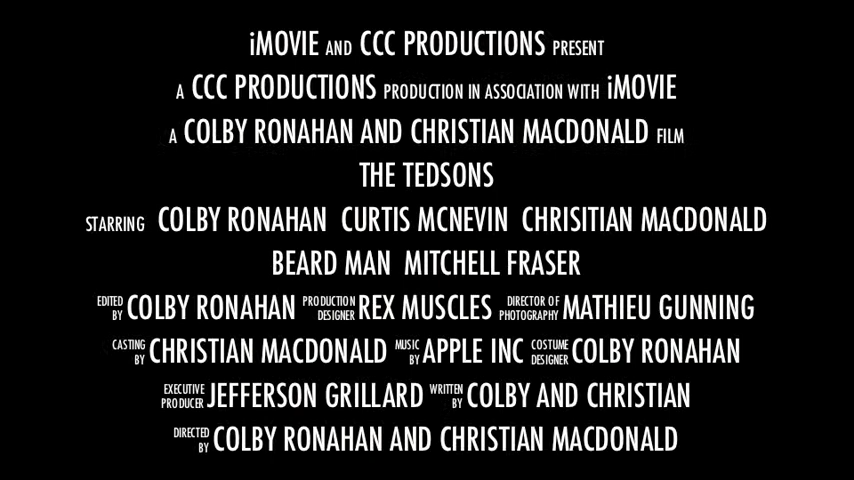 iMOVIE AND CCC PRODUCTIONS PRESENT
A CCC PRODUCTIONS PRODUCTION IN ASSOCIATION WITH iMOVIE
A COLBY RONAHAN AND CHRISTIAN MACDONALD FILM
THE TEDSONS
STARRING COLBY RONAHAN CURTIS MCNEVIN CHRISITIAN MACDONALD
BEARD MAN MITCHELL FRASER
EDITED BY COLBY RONAHAN PRODUCTION DESIGNER REX MUSCLES DIRECTOR OF PHOTOGRAPHY MATHIEU GUNNING
CASTING BY CHRISTIAN MACDONALD MUSIC BY APPLE INC COSTUME DESIGNER COLBY RONAHAN
EXECUTIVE PRODUCER JEFFERSON GRILLARD WRITTEN BY COLBY AND CHRISTIAN
DIRECTED BY COLBY RONAHAN AND CHRISTIAN MACDONALD